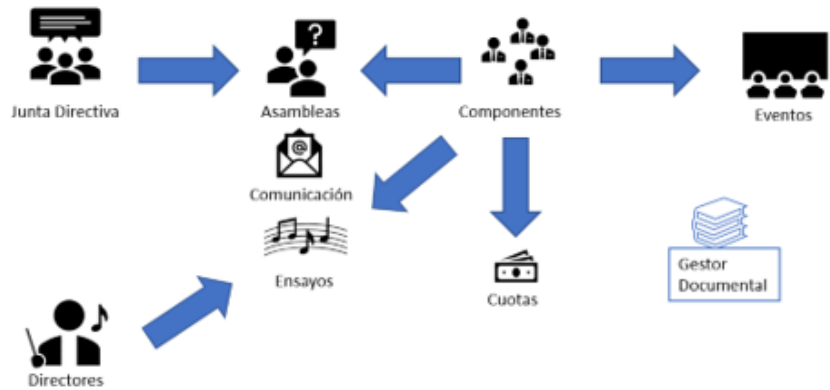 Junta Directiva
Asambleas
Componentes
Eventos
Comunicación
Ensayos
Cuotas
Gestor
Documental
Directores